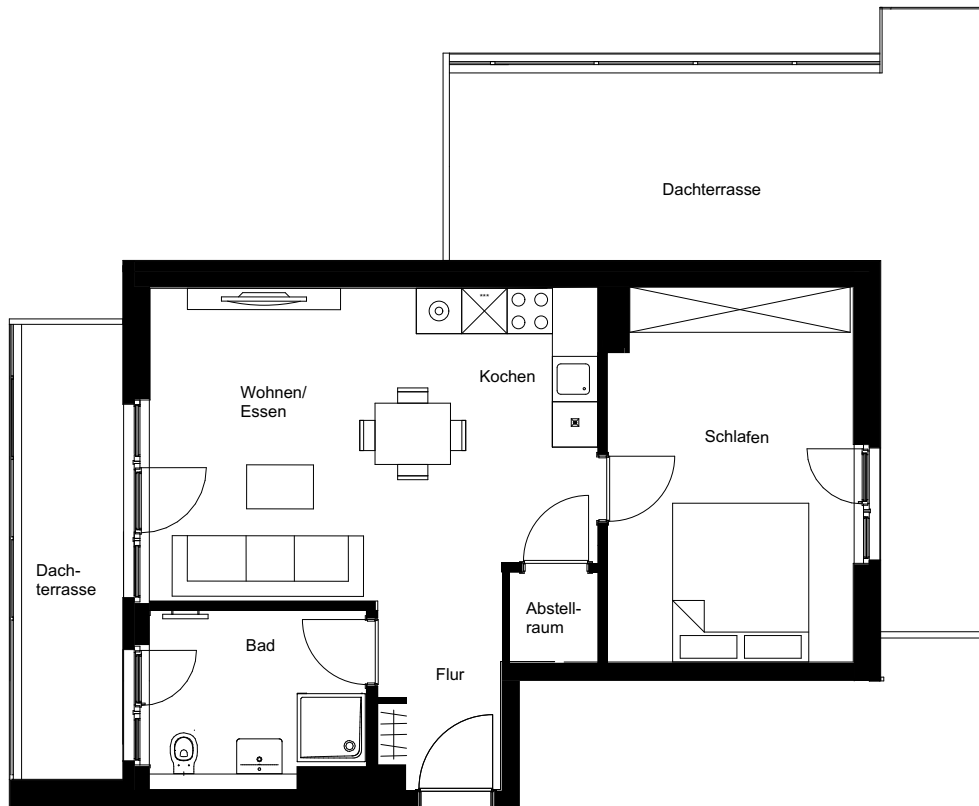 Dachterrasse
Kochen
Wohnen/
Essen
Schlafen
Dach-
terrasse
Abstell-
raum
Bad
Flur
***